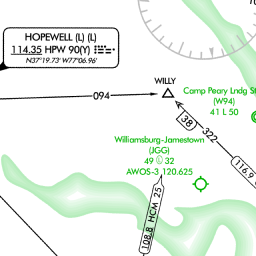 HOPEWELL (L) (L)
114.35 HPW 90(Y)
N37°19.73' W77°06.96'
WILLY
094
Camp Peary Lndg St
(W94)
41 L 50
38
322
Williamsburg-Jamestown
(JGG)
49 Ⓛ 32
AWOS-3 120.625
116.9
108.8 HCM 25